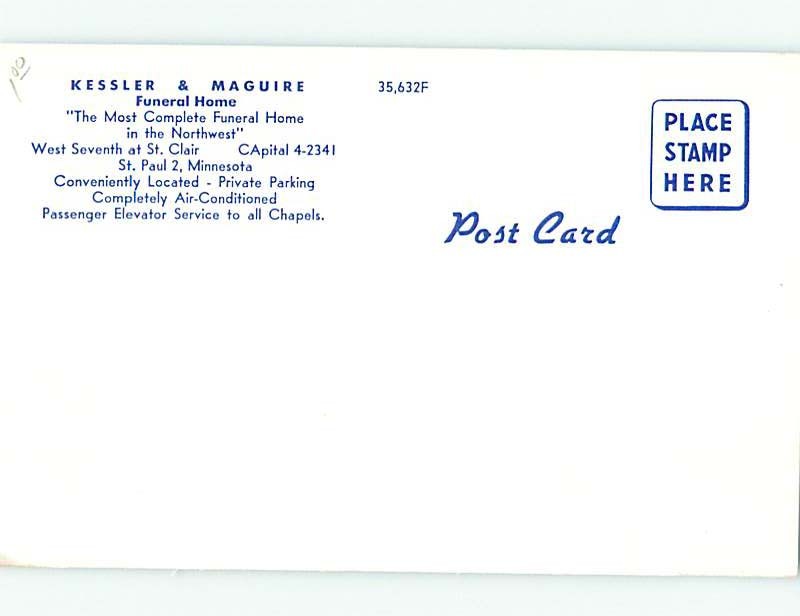 1.00
KESSLER & MAGUIRE
Funeral Home
"The Most Complete Funeral Home
in the Northwest"
West Seventh at St. Clair CApital 4-2341
St. Paul 2, Minnesota
Conveniently Located - Private Parking
Completely Air-Conditioned
Passenger Elevator Service to all Chapels.
35,632F
PLACE
STAMP
HERE
Post Card